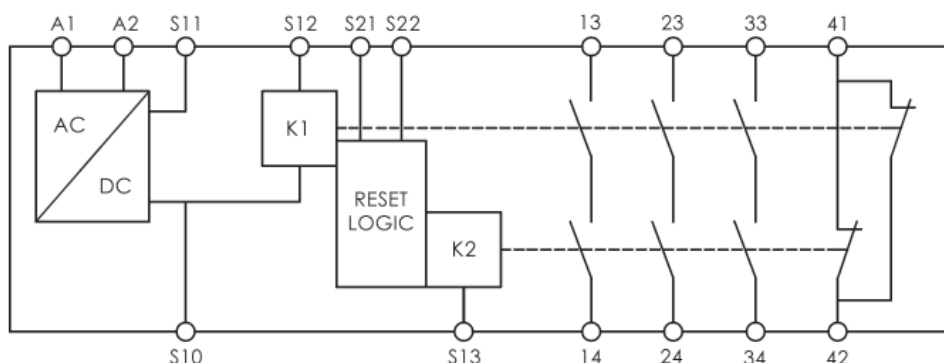 A1 A2 S11 S12 S21 S22 13 23 33 41
AC
DC
K1
RESET
LOGIC
K2
S10 S13 14 24 34 42